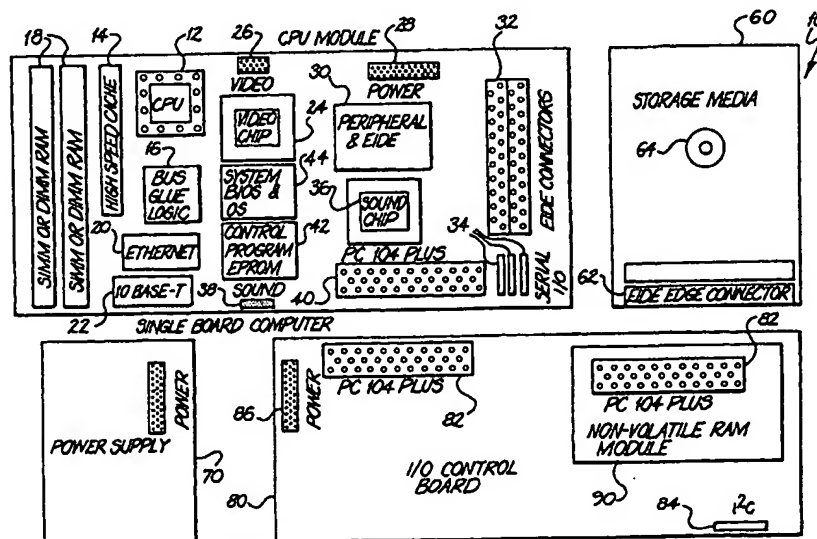 18 14 12 26 CPU MODULE 28 32 60 10
SIMM OR DIMM RAM
SIMM OR DIMM RAM
HIGH SPEED CACHE
CPU
VIDEO
POWER
30
VIDEO
CHIP
24
PERIPHERAL
& EIDE
EIDE CONNECTORS
STORAGE MEDIA
64
16
BUS
GLUE
LOGIC
SYSTEM
BIOS &
OS
44
36
SOUND
CHIP
34
20
ETHERNET
CONTROL
PROGRAM
EPROM
42
PC 104 PLUS
SERIAL
I/O
10 BASE-T
38
SOUND
40
62
EIDE EDGE CONNECTOR
22
SINGLE BOARD COMPUTER
82
POWER
86
POWER
PC 104 PLUS
82
PC 104 PLUS
POWER SUPPLY
70
I/O CONTROL
BOARD
NON-VOLATILE RAM
MODULE
80
90
84
I²C